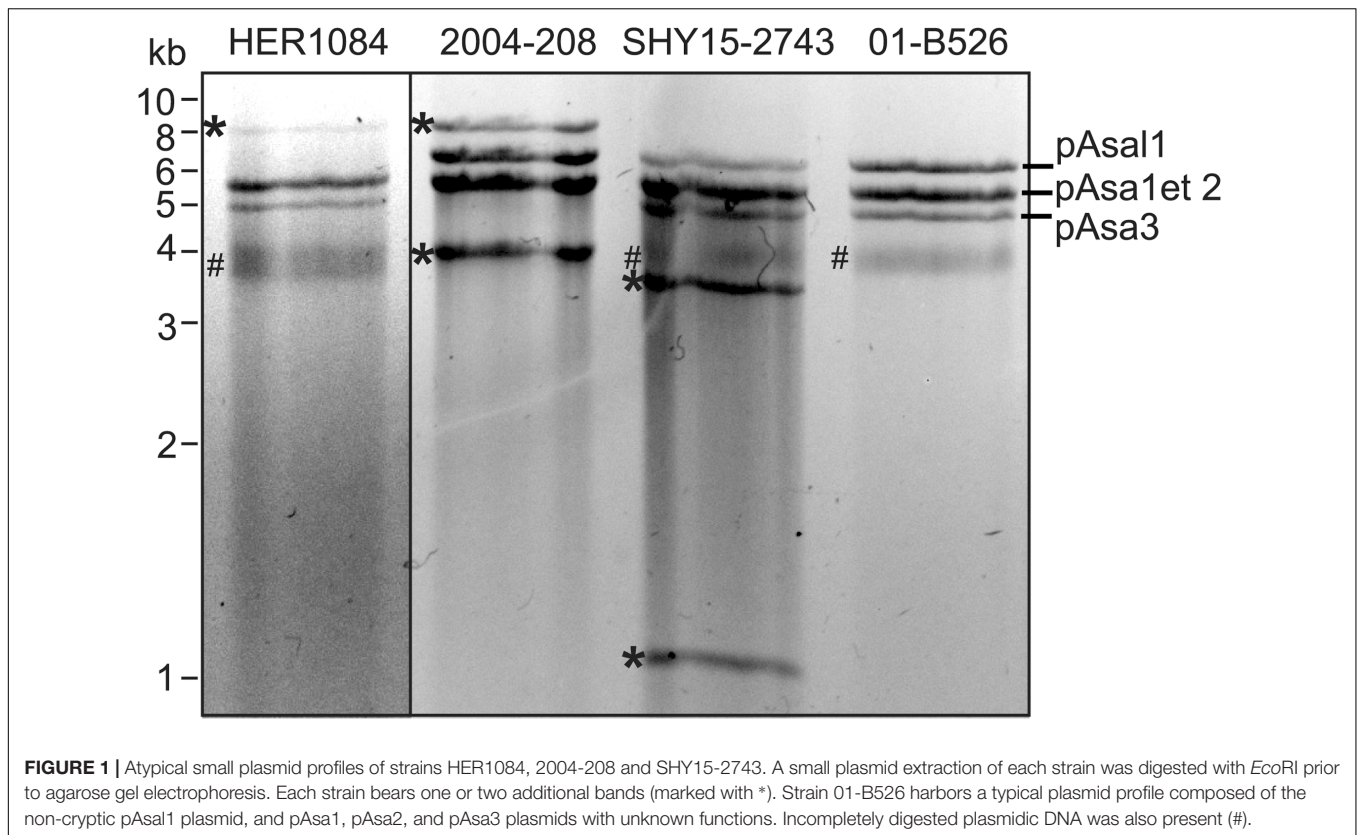 kb HER1084 2004-208 SHY15-2743 01-B526
10
* * 8
pAsal1
6
pAsa1et 2
5
pAsa3
* 4
# # #
*
3
2
* 1
FIGURE 1 | Atypical small plasmid profiles of strains HER1084, 2004-208 and SHY15-2743. A small plasmid extraction of each strain was digested with EcoRI prior
to agarose gel electrophoresis. Each strain bears one or two additional bands (marked with *). Strain 01-B526 harbors a typical plasmid profile composed of the
non-cryptic pAsal1 plasmid, and pAsa1, pAsa2, and pAsa3 plasmids with unknown functions. Incompletely digested plasmidic DNA was also present (#).